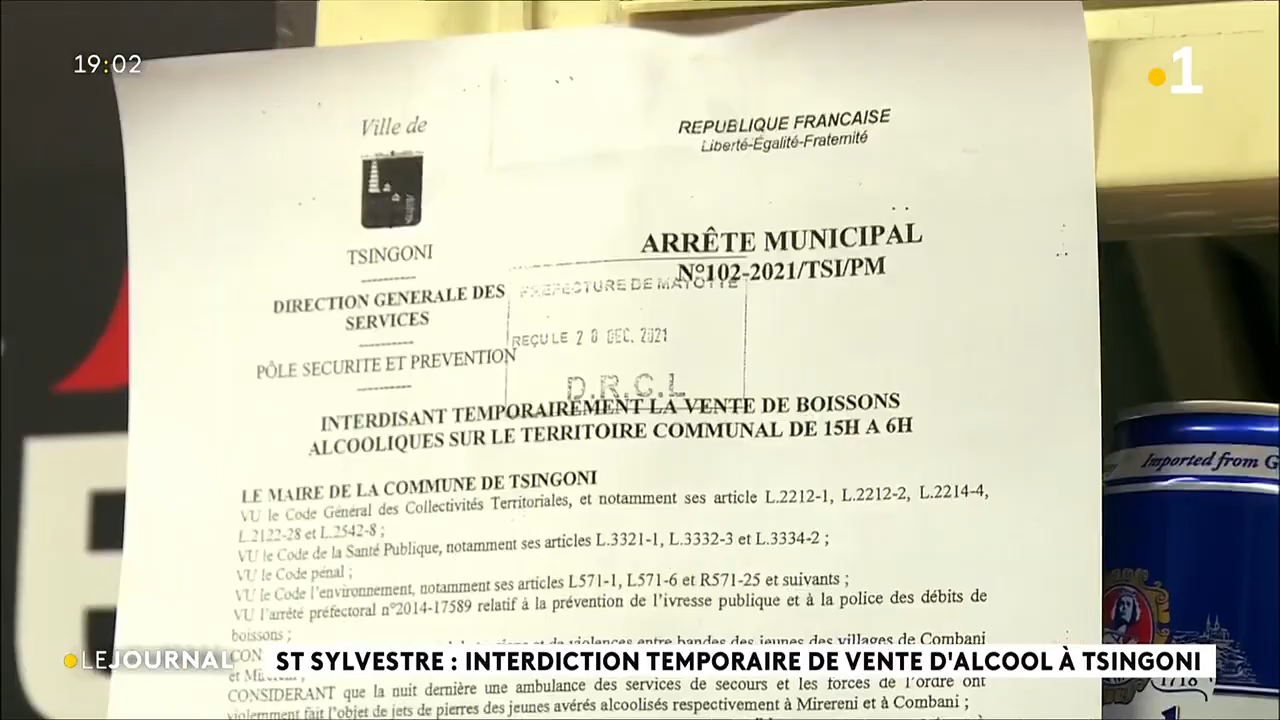 19:02
1
Ville de
REPUBLIQUE FRANCAISE
Liberté-Égalité-Fraternité
TSINGONI
ARRÊTE MUNICIPAL
N°102-2021/TSI/PM
DIRECTION GENERALE DES
SERVICES
PREFECTURE DE MAYOTTE
REÇU LE 28 DEC. 2021
D.R.C.L
PÔLE SECURITE ET PREVENTION
INTERDISANT TEMPORAIREMENT LA VENTE DE BOISSONS
ALCOOLIQUES SUR LE TERRITOIRE COMMUNAL DE 15H A 6H
LE MAIRE DE LA COMMUNE DE TSINGONI
VU le Code Général des Collectivités Territoriales, et notamment ses article L.2212-1, L.2212-2, L.2214-4,
L.2122-28 et L.2542-8 ;
VU le Code de la Santé Publique, notamment ses articles L.3321-1, L.3332-3 et L.3334-2 ;
VU le Code pénal ;
VU le Code l'environnement, notamment ses articles L571-1, L571-6 et R571-25 et suivants ;
VU l'arrêté préfectoral n°2014-17589 relatif à la prévention de l'ivresse publique et à la police des débits de
boissons ;
CON et de violences entre bandes des jeunes des villages de Combani
et
CONSIDERANT que la nuit dernière une ambulance des services de secours et les forces de l'ordre ont
violemment fait l'objet de jets de pierres des jeunes avérés alcoolisés respectivement à Mirereni et à Combani ;
LE JOURNAL
ST SYLVESTRE : INTERDICTION TEMPORAIRE DE VENTE D'ALCOOL À TSINGONI
Imported from G
1718